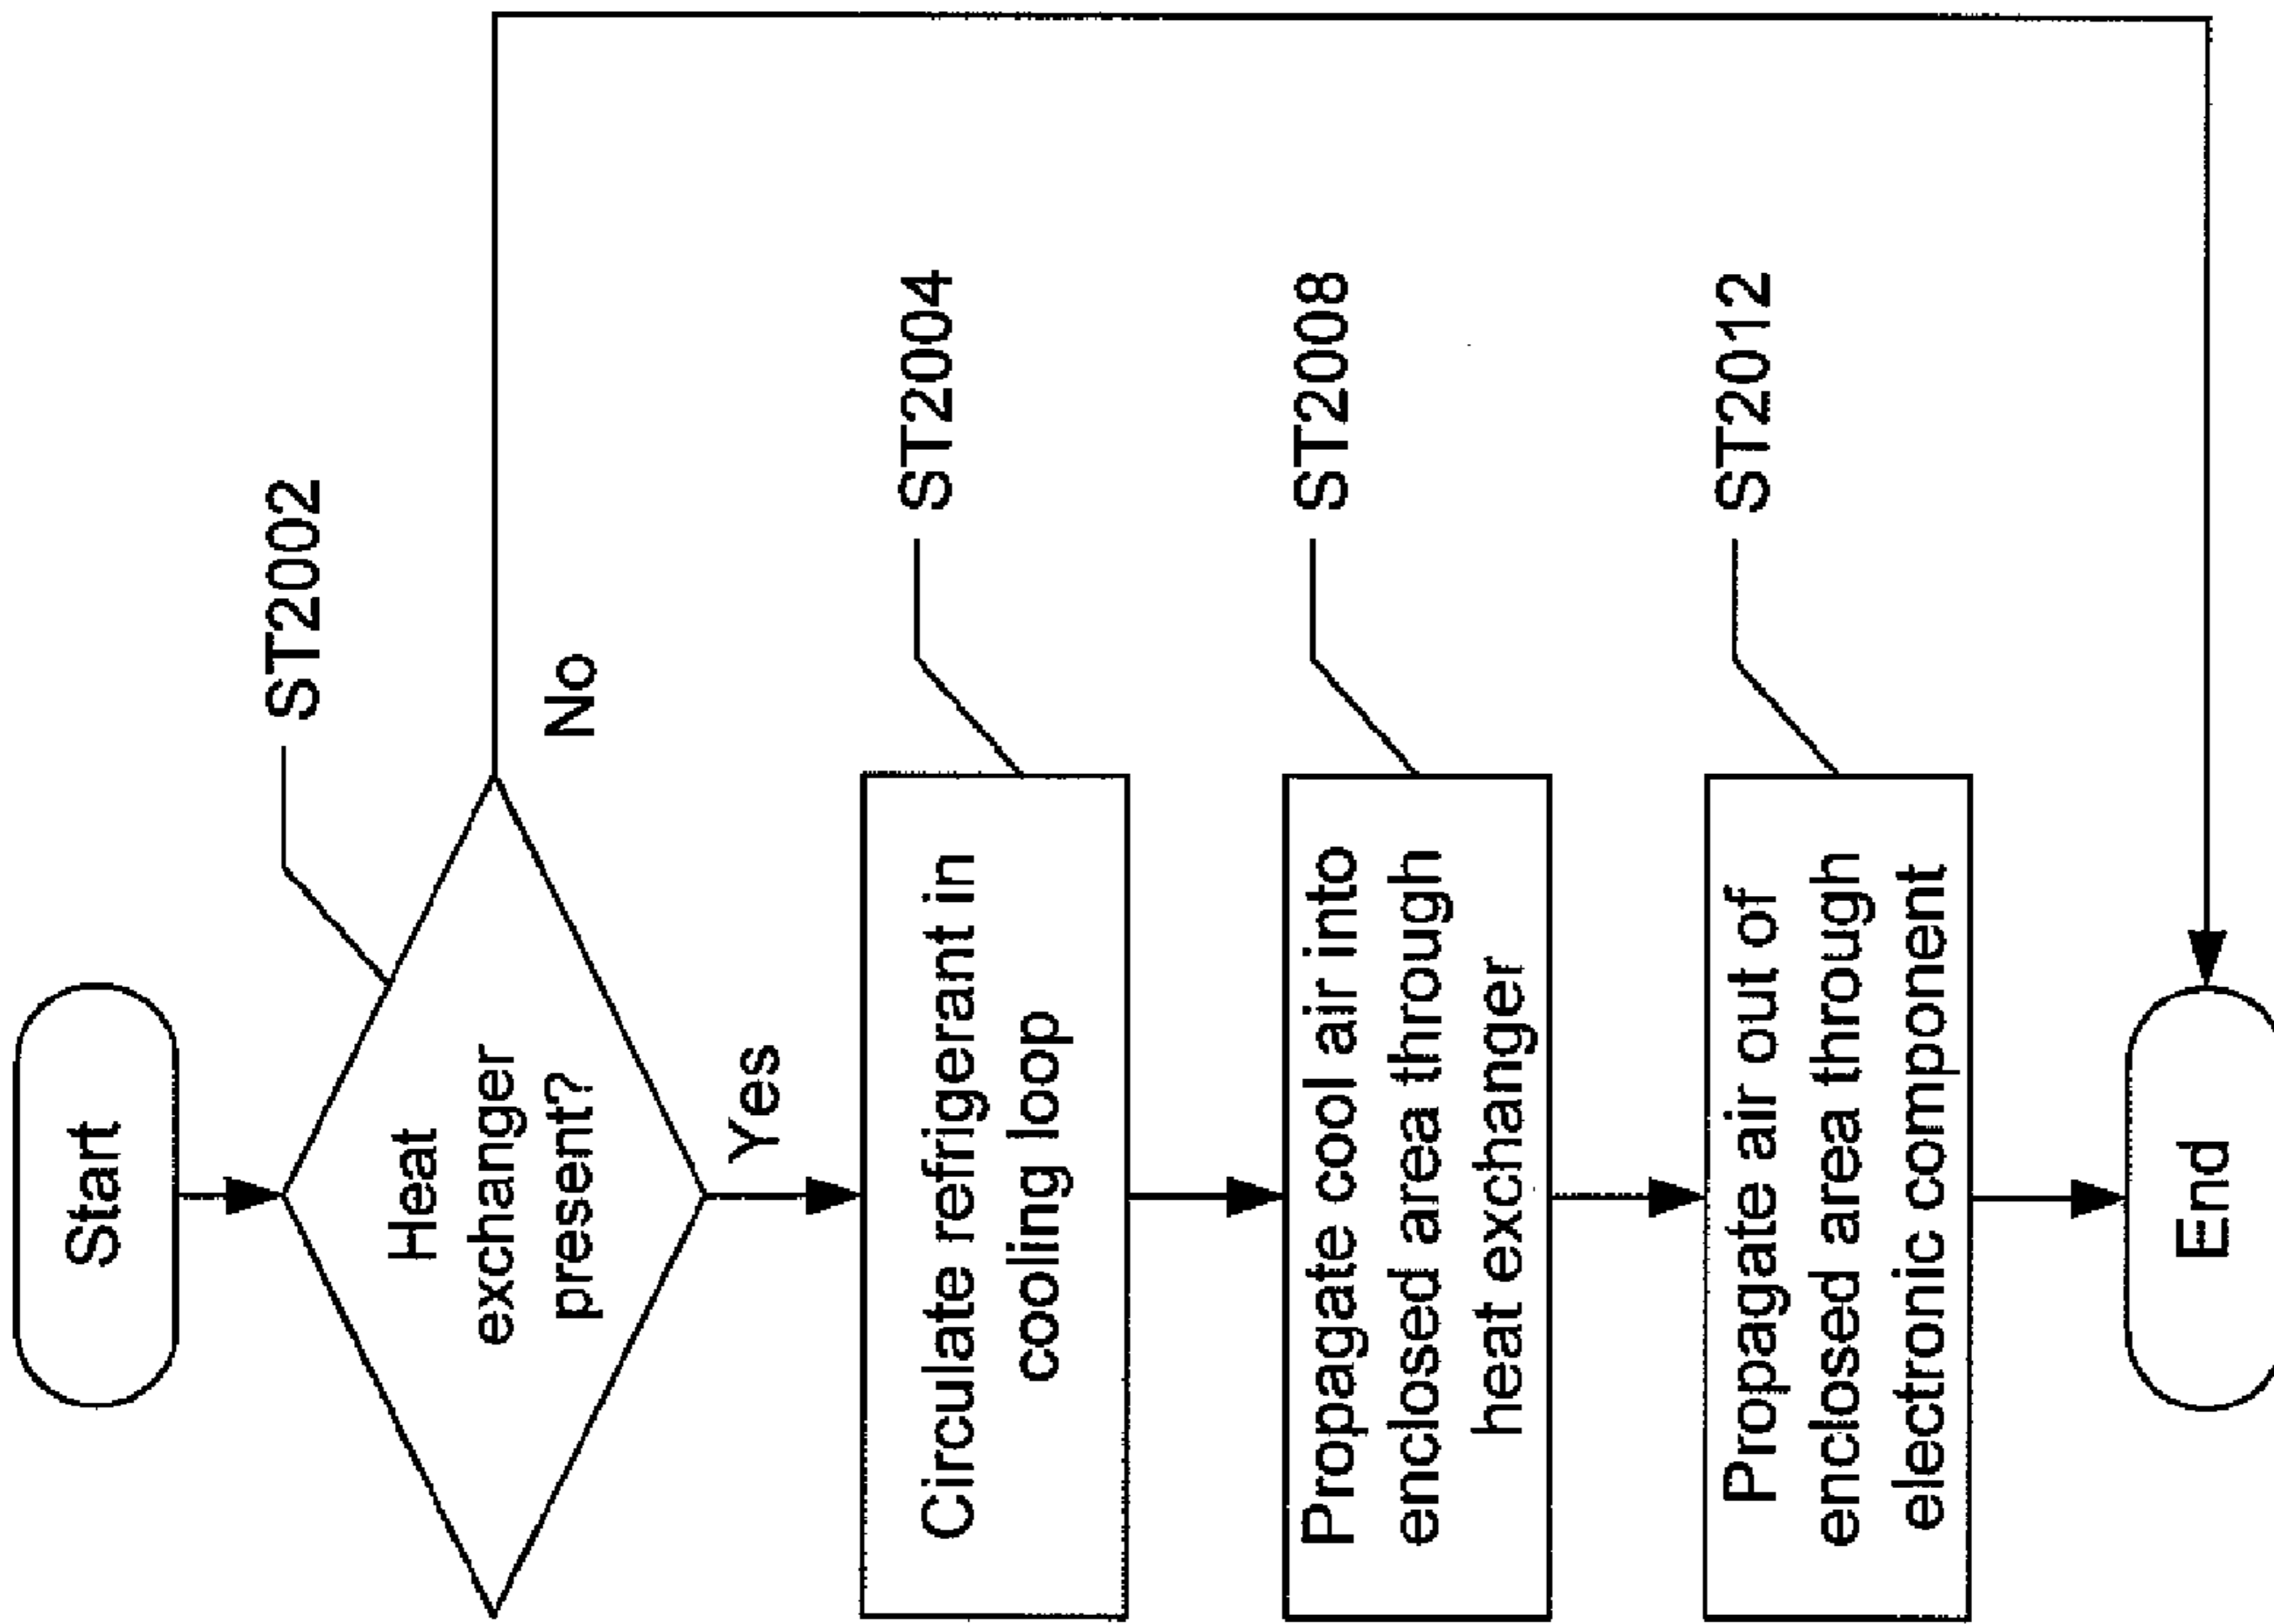 Start
ST2002
Heat
exchanger
present?
No
Yes
ST2004
Circulate refrigerant in
cooling loop
ST2008
Propagate cool air into
enclosed area through
heat exchanger
ST2012
Propagate air out of
enclosed area through
electronic component
End